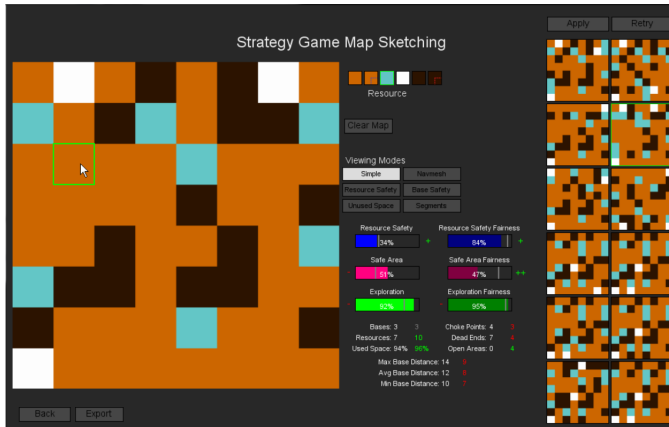 Apply Retry
Strategy Game Map Sketching
Resource
Clear Map
Viewing Modes
Simple Navmesh
Resource Safety Base Safety
Unused Space Segments
Resource Safety Resource Safety Fairness
34% + 84% +
Safe Area Safe Area Fairness
- 51% 47% ++
Exploration Exploration Fairness
- 92% - 95%
Bases: 3 3 Choke Points: 4 3
Resources: 7 10 Dead Ends: 7 4
Used Space: 94% 96% Open Areas: 0 4
Max Base Distance: 14 9
Avg Base Distance: 12 8
Min Base Distance: 10 7
Back Export